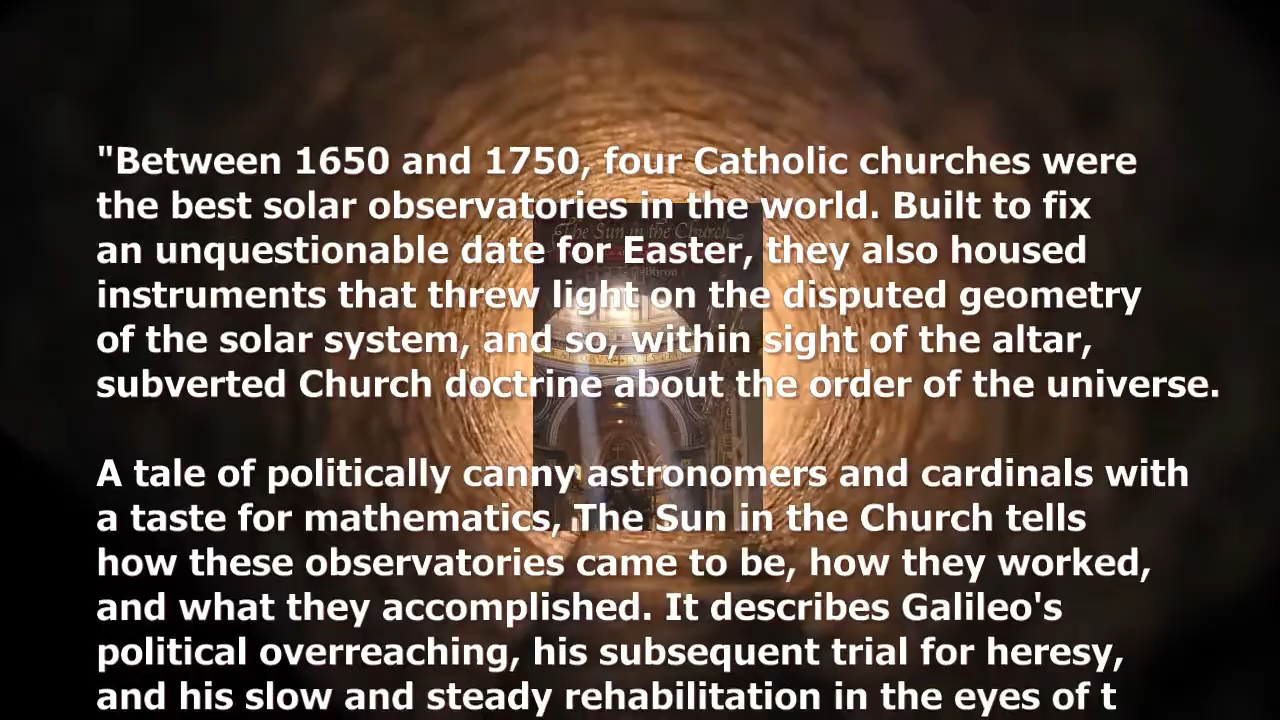 "Between 1650 and 1750, four Catholic churches were
the best solar observatories in the world. Built to fix
an unquestionable date for Easter, they also housed
instruments that threw light on the disputed geometry
of the solar system, and so, within sight of the altar,
subverted Church doctrine about the order of the universe.
A tale of politically canny astronomers and cardinals with
a taste for mathematics, The Sun in the Church tells
how these observatories came to be, how they worked,
and what they accomplished. It describes Galileo's
political overreaching, his subsequent trial for heresy,
and his slow and steady rehabilitation in the eyes of t
The Sun in the Church